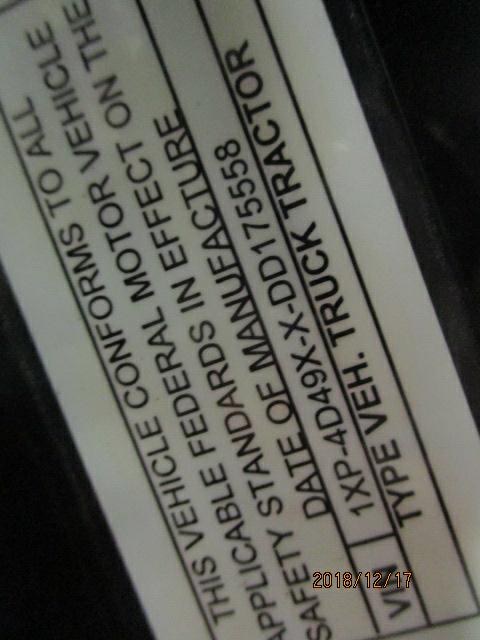 THIS VEHICLE CONFORMS TO ALL
APPLICABLE FEDERAL MOTOR VEHICLE
SAFETY STANDARDS IN EFFECT ON THE
DATE OF MANUFACTURE
VIN 1XP-4D49X-X-DD175558
TYPE VEH. TRUCK TRACTOR
2018/12/17